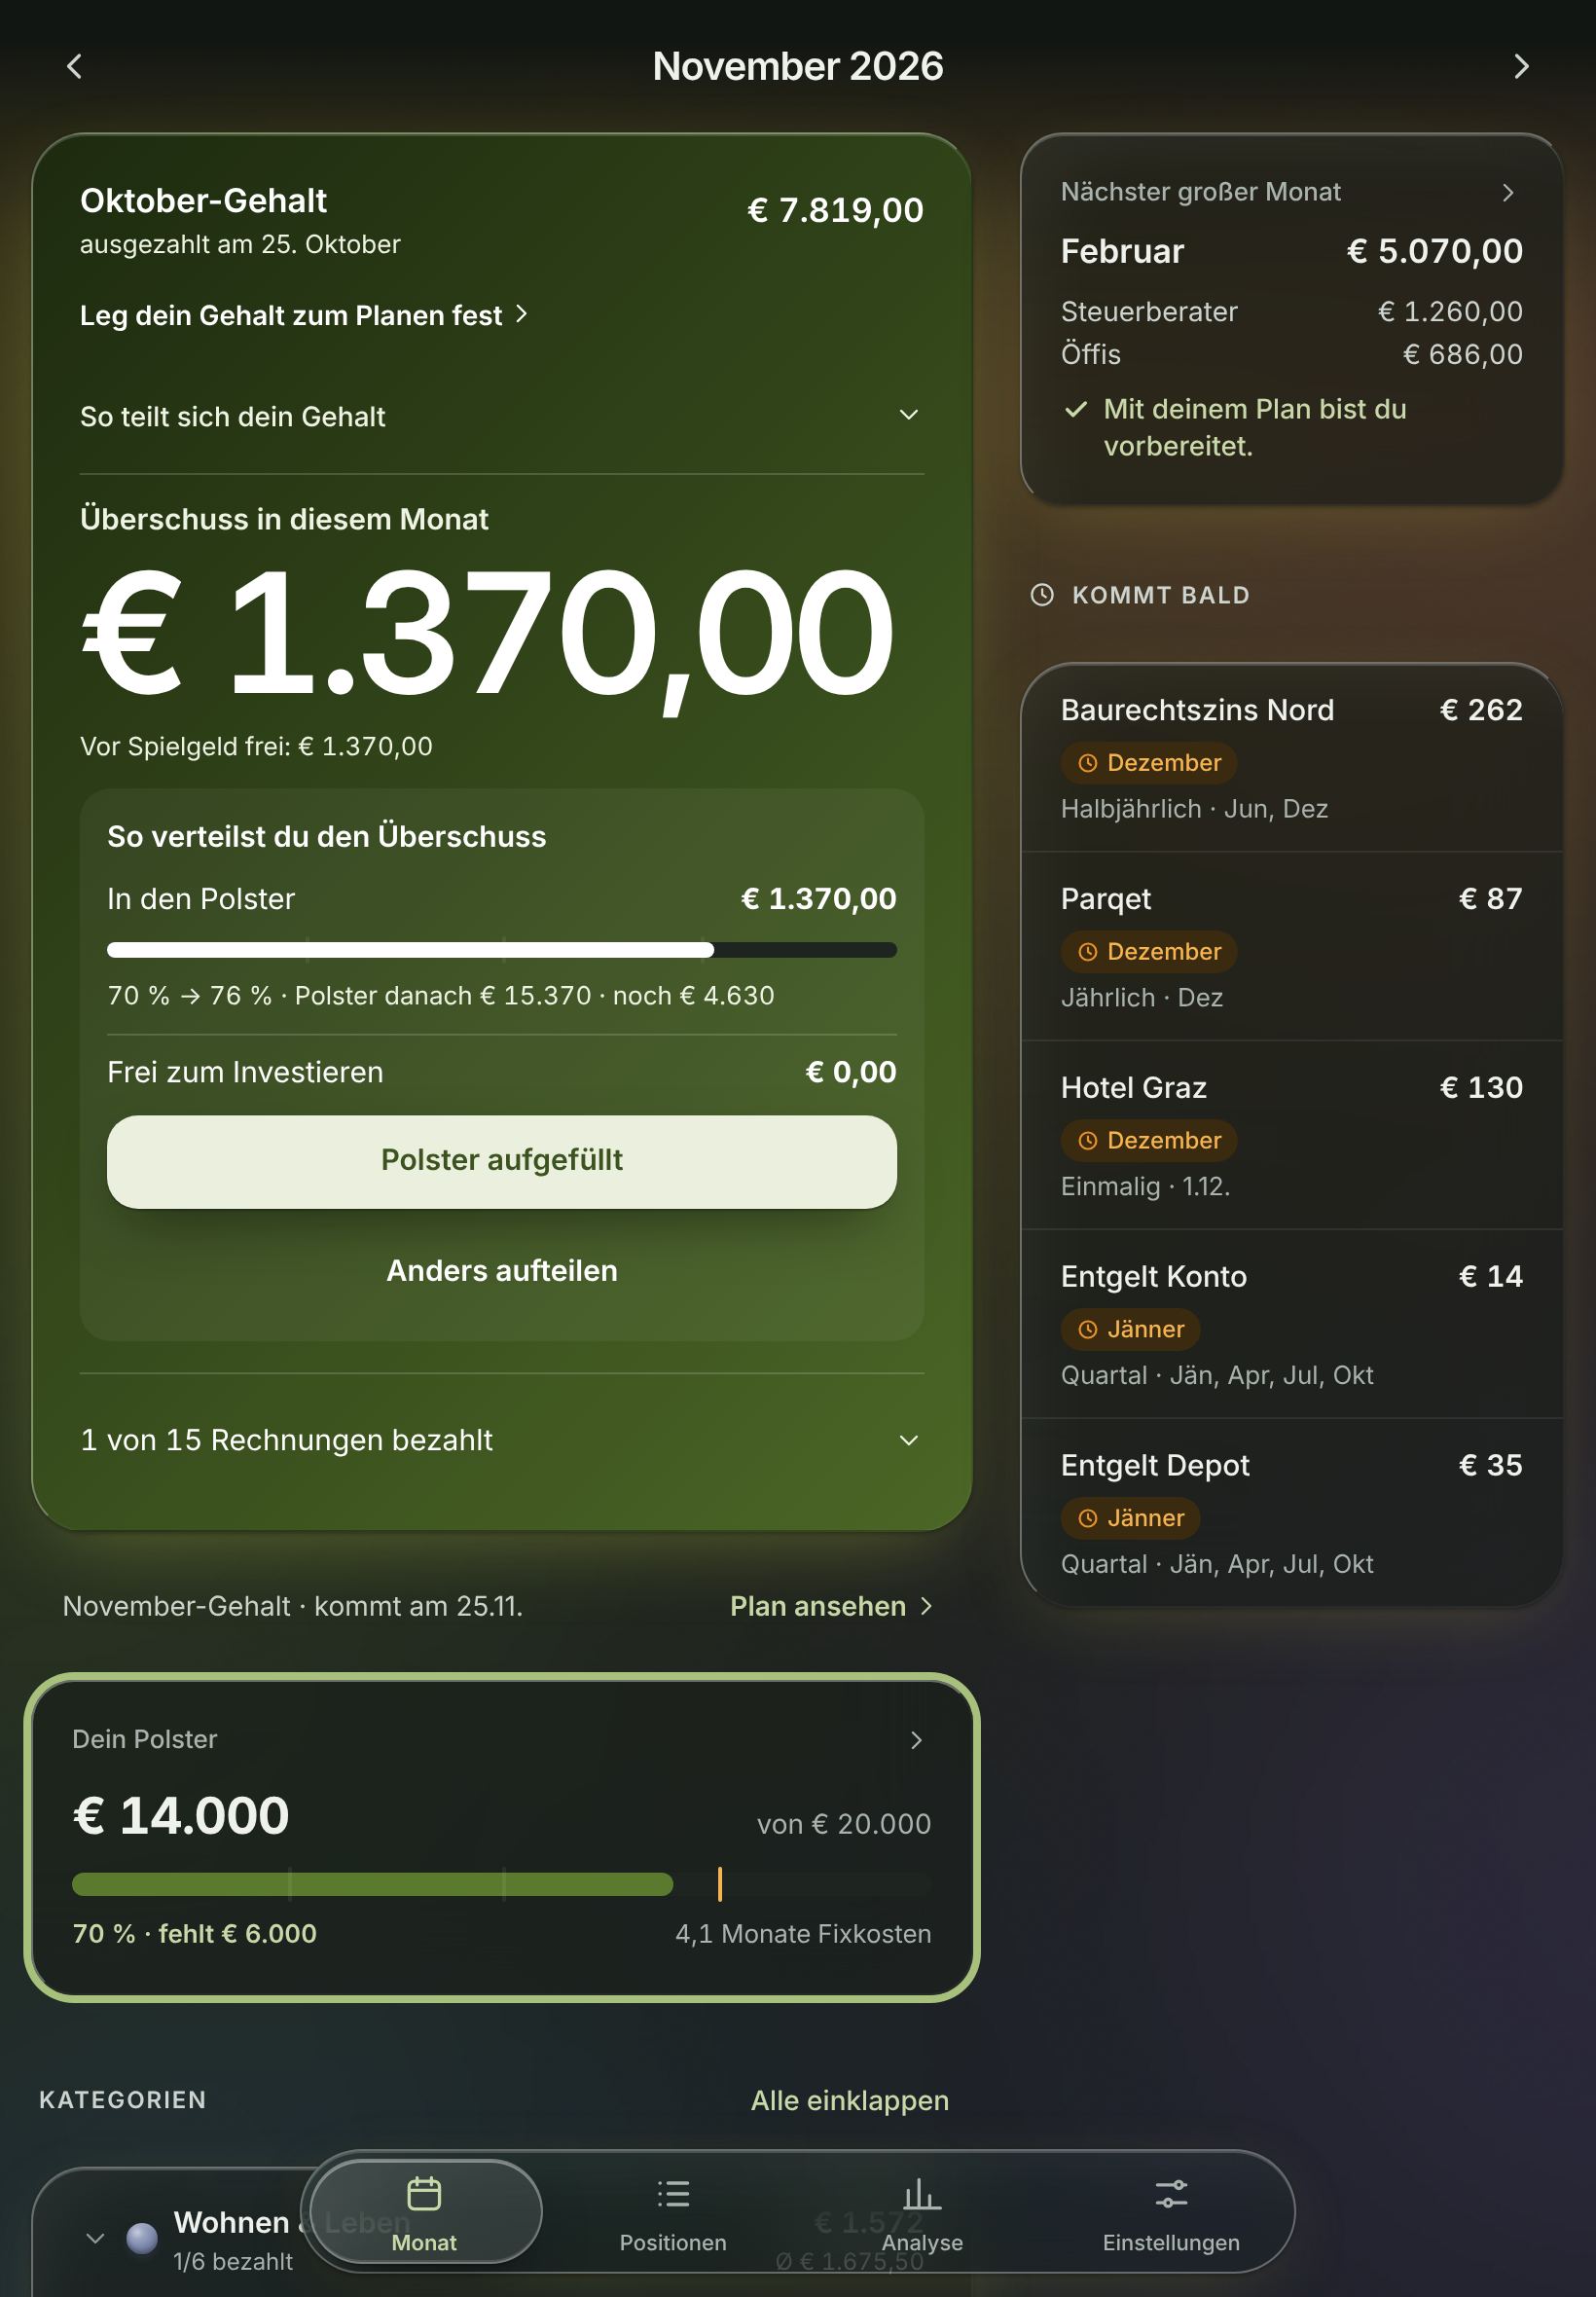 November 2026
Oktober-Gehalt
€ 7.819,00
ausgezahlt am 25. Oktober
Leg dein Gehalt zum Planen fest
So teilt sich dein Gehalt
Überschuss in diesem Monat
€ 1.370,00
Vor Spielgeld frei: € 1.370,00
So verteilst du den Überschuss
In den Polster € 1.370,00
70 % → 76 % · Polster danach € 15.370 · noch € 4.630
Frei zum Investieren € 0,00
Polster aufgefüllt
Anders aufteilen
1 von 15 Rechnungen bezahlt
November-Gehalt · kommt am 25.11. Plan ansehen
Dein Polster
€ 14.000 von € 20.000
70 % · fehlt € 6.000 4,1 Monate Fixkosten
KATEGORIEN Alle einklappen
Wohnen & Leben € 1.572
1/6 bezahlt Ø € 1.675,50
Nächster großer Monat
Februar € 5.070,00
Steuerberater € 1.260,00
Öffis € 686,00
Mit deinem Plan bist du
vorbereitet.
KOMMT BALD
Baurechtszins Nord € 262
Dezember
Halbjährlich · Jun, Dez
Parqet € 87
Dezember
Jährlich · Dez
Hotel Graz € 130
Dezember
Einmalig · 1.12.
Entgelt Konto € 14
Jänner
Quartal · Jän, Apr, Jul, Okt
Entgelt Depot € 35
Jänner
Quartal · Jän, Apr, Jul, Okt
Monat Positionen Analyse Einstellungen